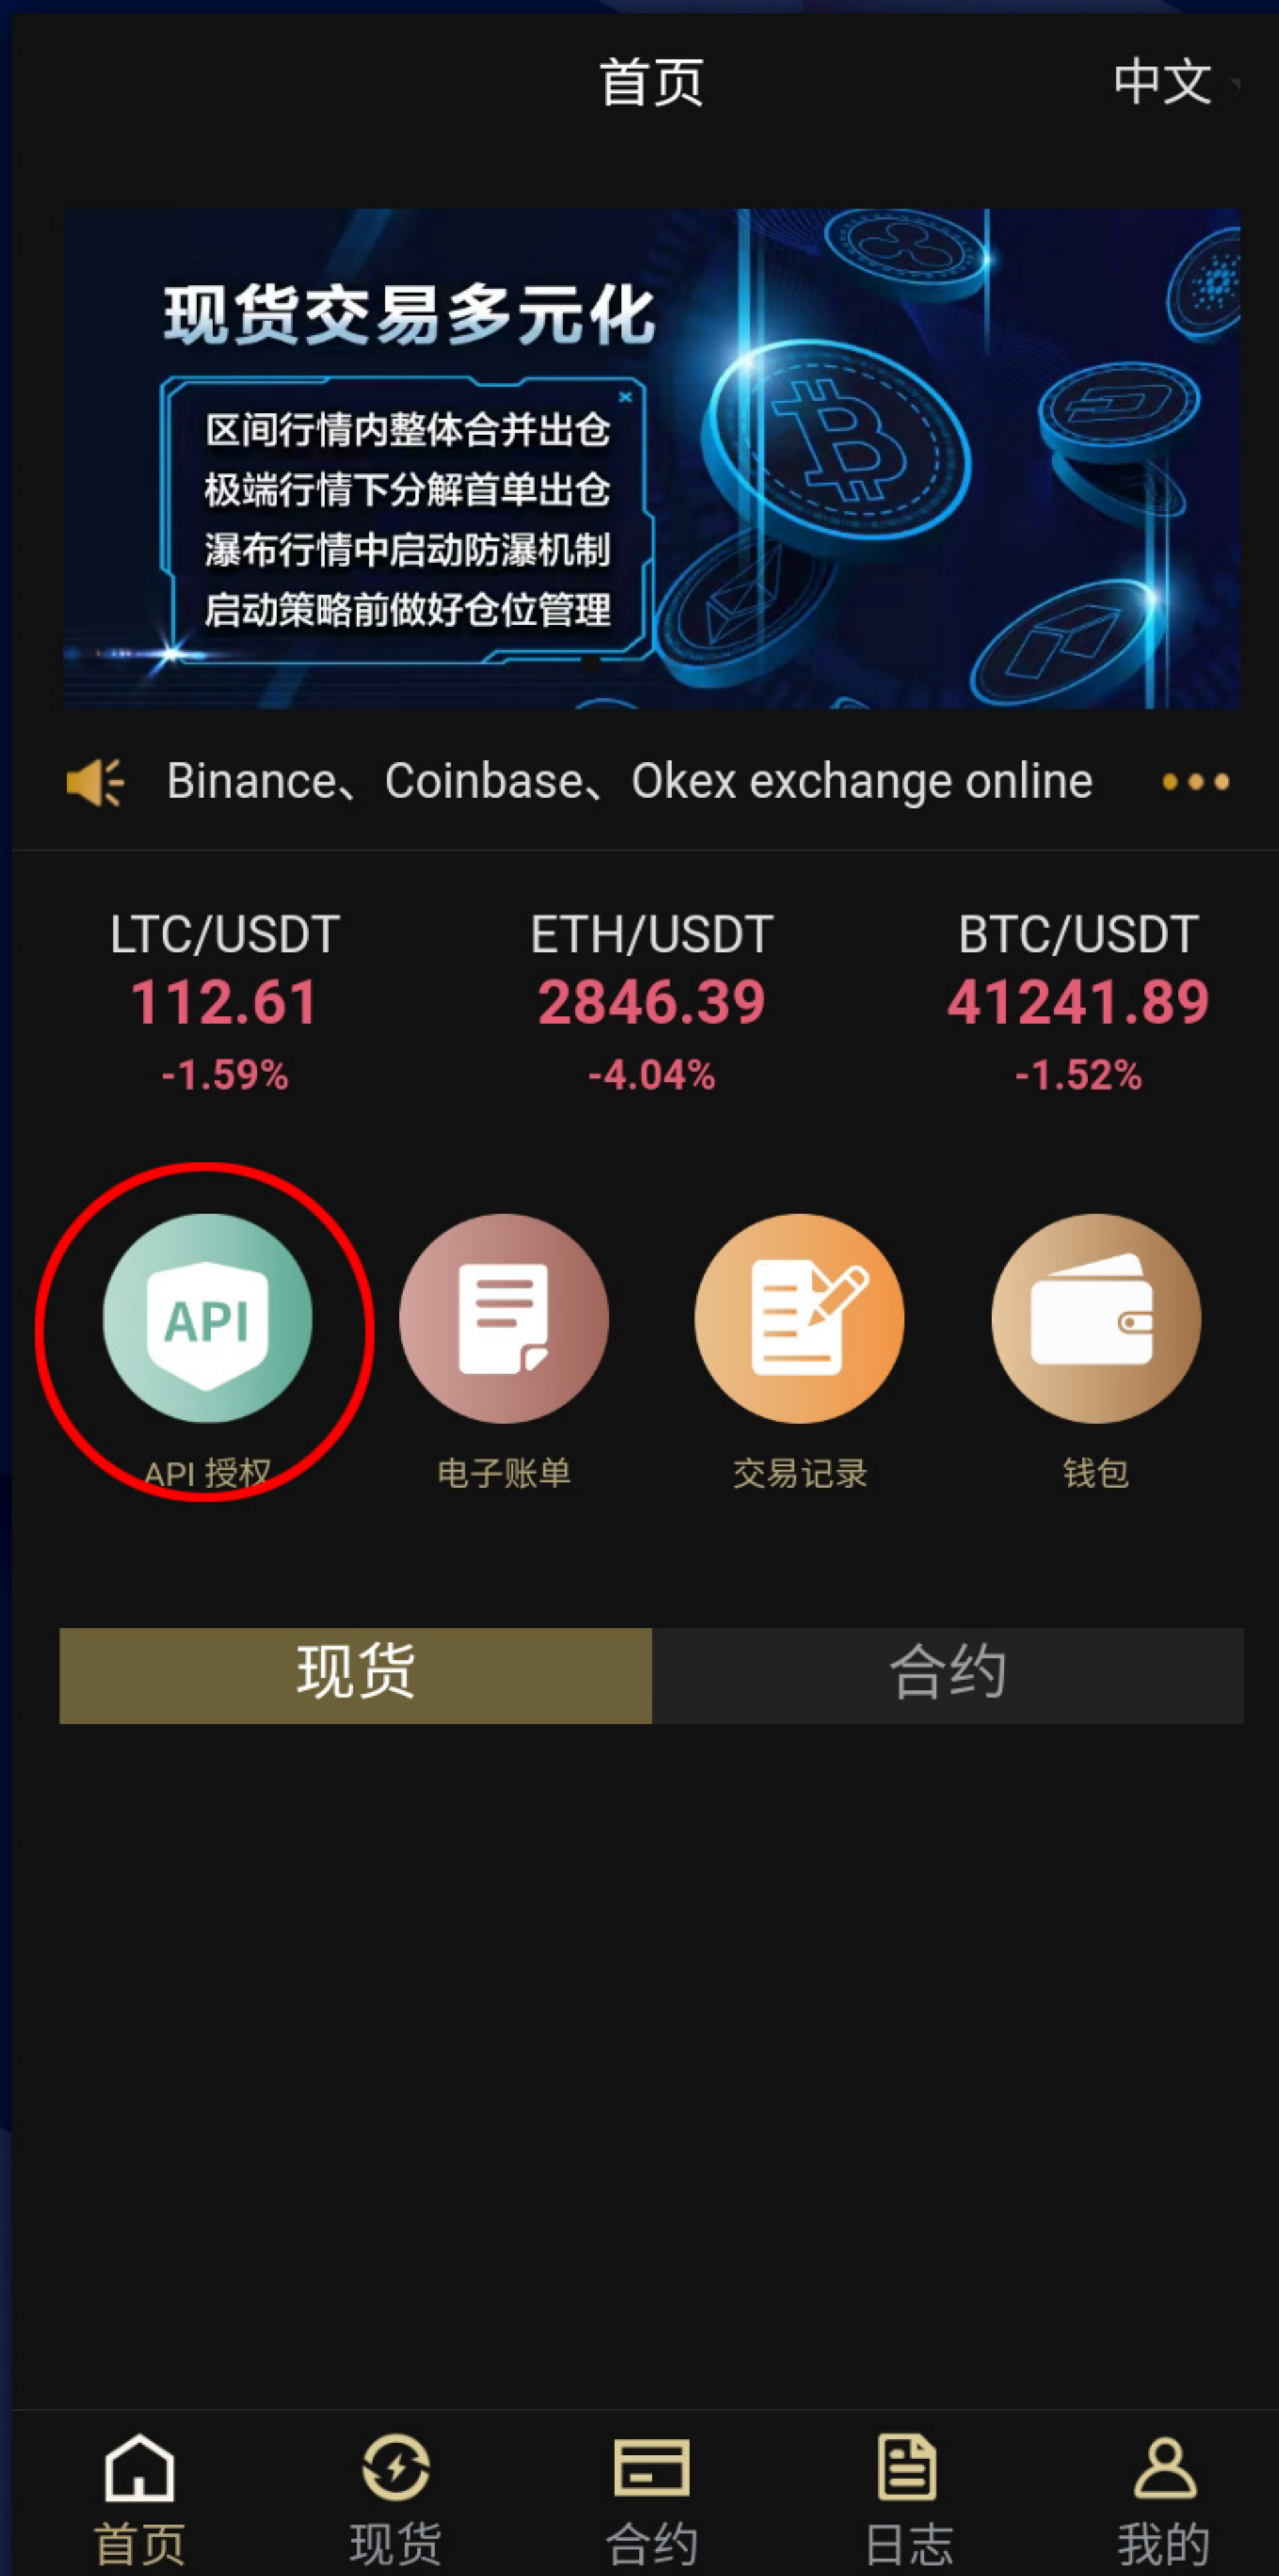 首页
中文
现货交易多元化
区间行情内整体合并出仓
极端行情下分解首单出仓
瀑布行情中启动防瀑机制
启动策略前做好仓位管理
Binance、Coinbase、Okex exchange online
LTC/USDT ETH/USDT BTC/USDT
112.61 2846.39 41241.89
-1.59% -4.04% -1.52%
API
API 授权 电子账单 交易记录 钱包
现货 合约
首页 现货 合约 日志 我的